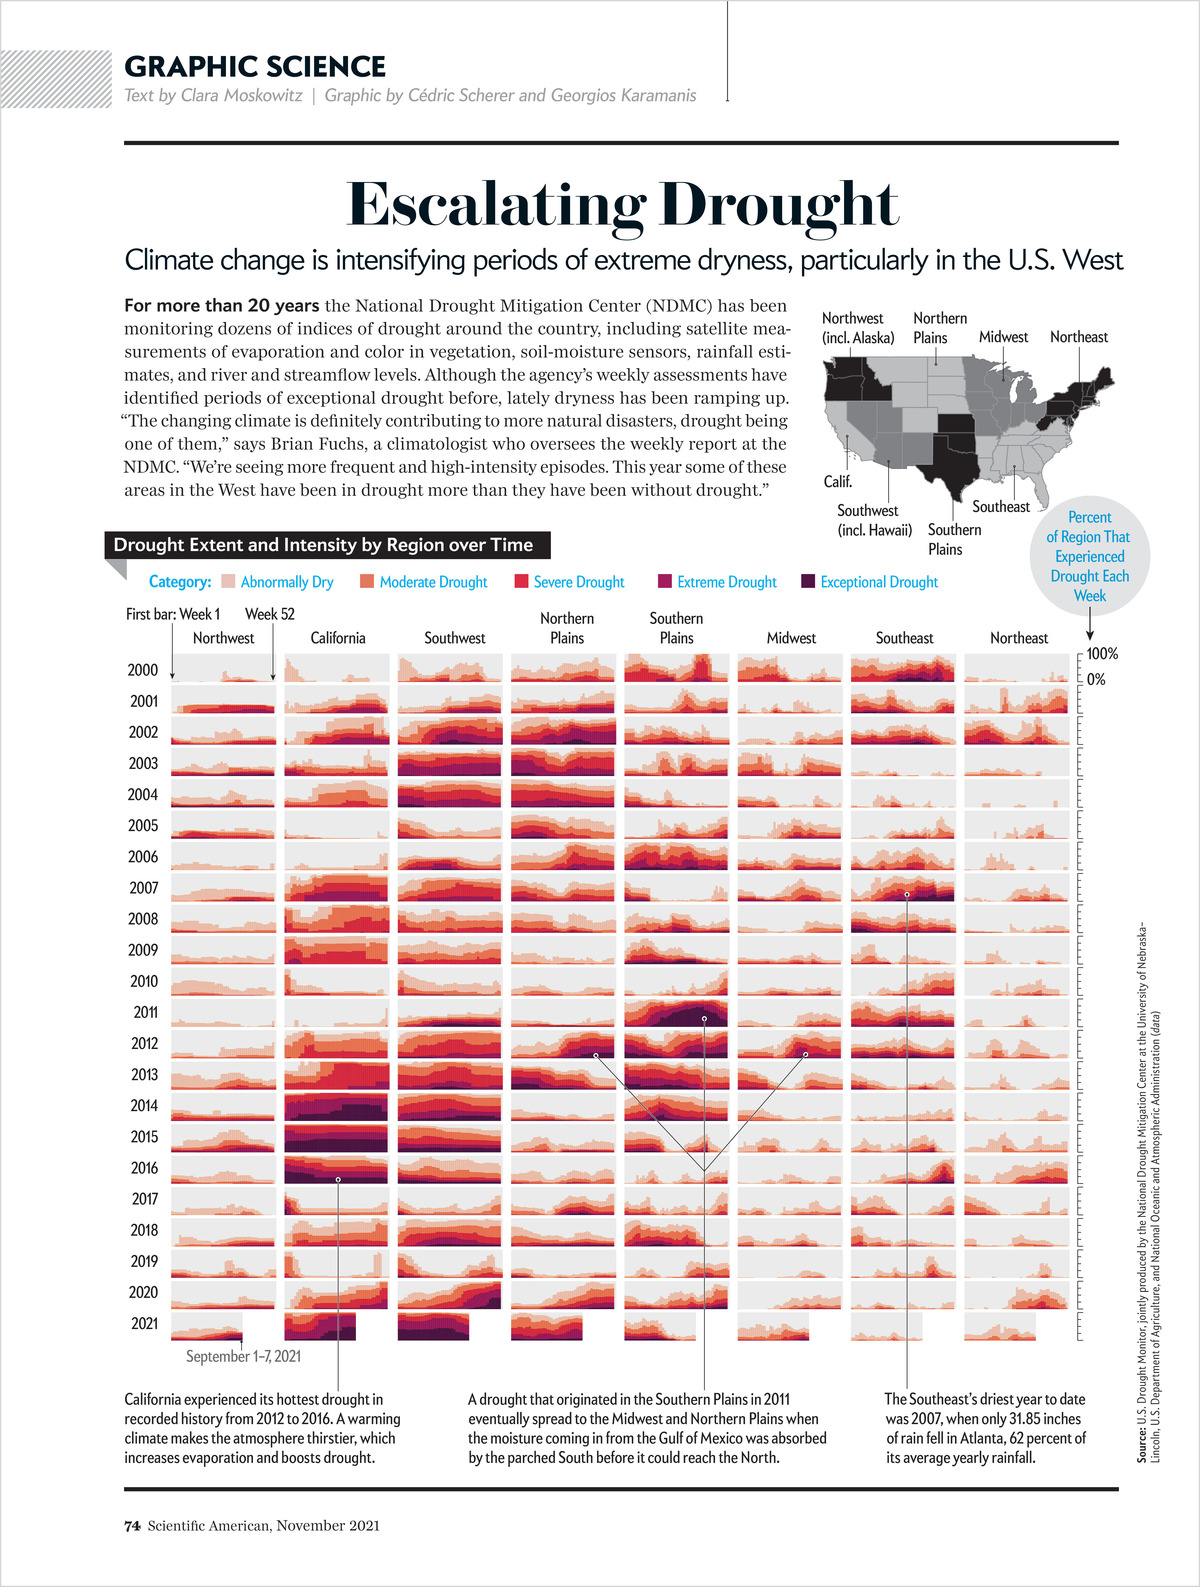 GRAPHIC SCIENCE
Text by Clara Moskowitz | Graphic by Cédric Scherer and Georgios Karamanis
Escalating Drought
Climate change is intensifying periods of extreme dryness, particularly in the U.S. West
For more than 20 years the National Drought Mitigation Center (NDMC) has been
monitoring dozens of indices of drought around the country, including satellite mea-
surements of evaporation and color in vegetation, soil-moisture sensors, rainfall esti-
mates, and river and streamflow levels. Although the agency’s weekly assessments have
identified periods of exceptional drought before, lately dryness has been ramping up.
“The changing climate is definitely contributing to more natural disasters, drought being
one of them,” says Brian Fuchs, a climatologist who oversees the weekly report at the
NDMC. “We’re seeing more frequent and high-intensity episodes. This year some of these
areas in the West have been in drought more than they have been without drought.”
Northwest
(incl. Alaska)
Northern
Plains
Midwest
Northeast
Calif.
Southwest
(incl. Hawaii)
Southern
Plains
Southeast
Percent
of Region That
Experienced
Drought Each
Week
Drought Extent and Intensity by Region over Time
Category: Abnormally Dry Moderate Drought Severe Drought Extreme Drought Exceptional Drought
First bar: Week 1 Week 52
Northwest
California
Southwest
Northern
Plains
Southern
Plains
Midwest
Southeast
Northeast
100%
0%
2000
2001
2002
2003
2004
2005
2006
2007
2008
2009
2010
2011
2012
2013
2014
2015
2016
2017
2018
2019
2020
2021
September 1–7, 2021
California experienced its hottest drought in
recorded history from 2012 to 2016. A warming
climate makes the atmosphere thirstier, which
increases evaporation and boosts drought.
A drought that originated in the Southern Plains in 2011
eventually spread to the Midwest and Northern Plains when
the moisture coming in from the Gulf of Mexico was absorbed
by the parched South before it could reach the North.
The Southeast’s driest year to date
was 2007, when only 31.85 inches
of rain fell in Atlanta, 62 percent of
its average yearly rainfall.
Source: U.S. Drought Monitor, jointly produced by the National Drought Mitigation Center at the University of Nebraska–
Lincoln, U.S. Department of Agriculture, and National Oceanic and Atmospheric Administration (data)
74 Scientific American, November 2021